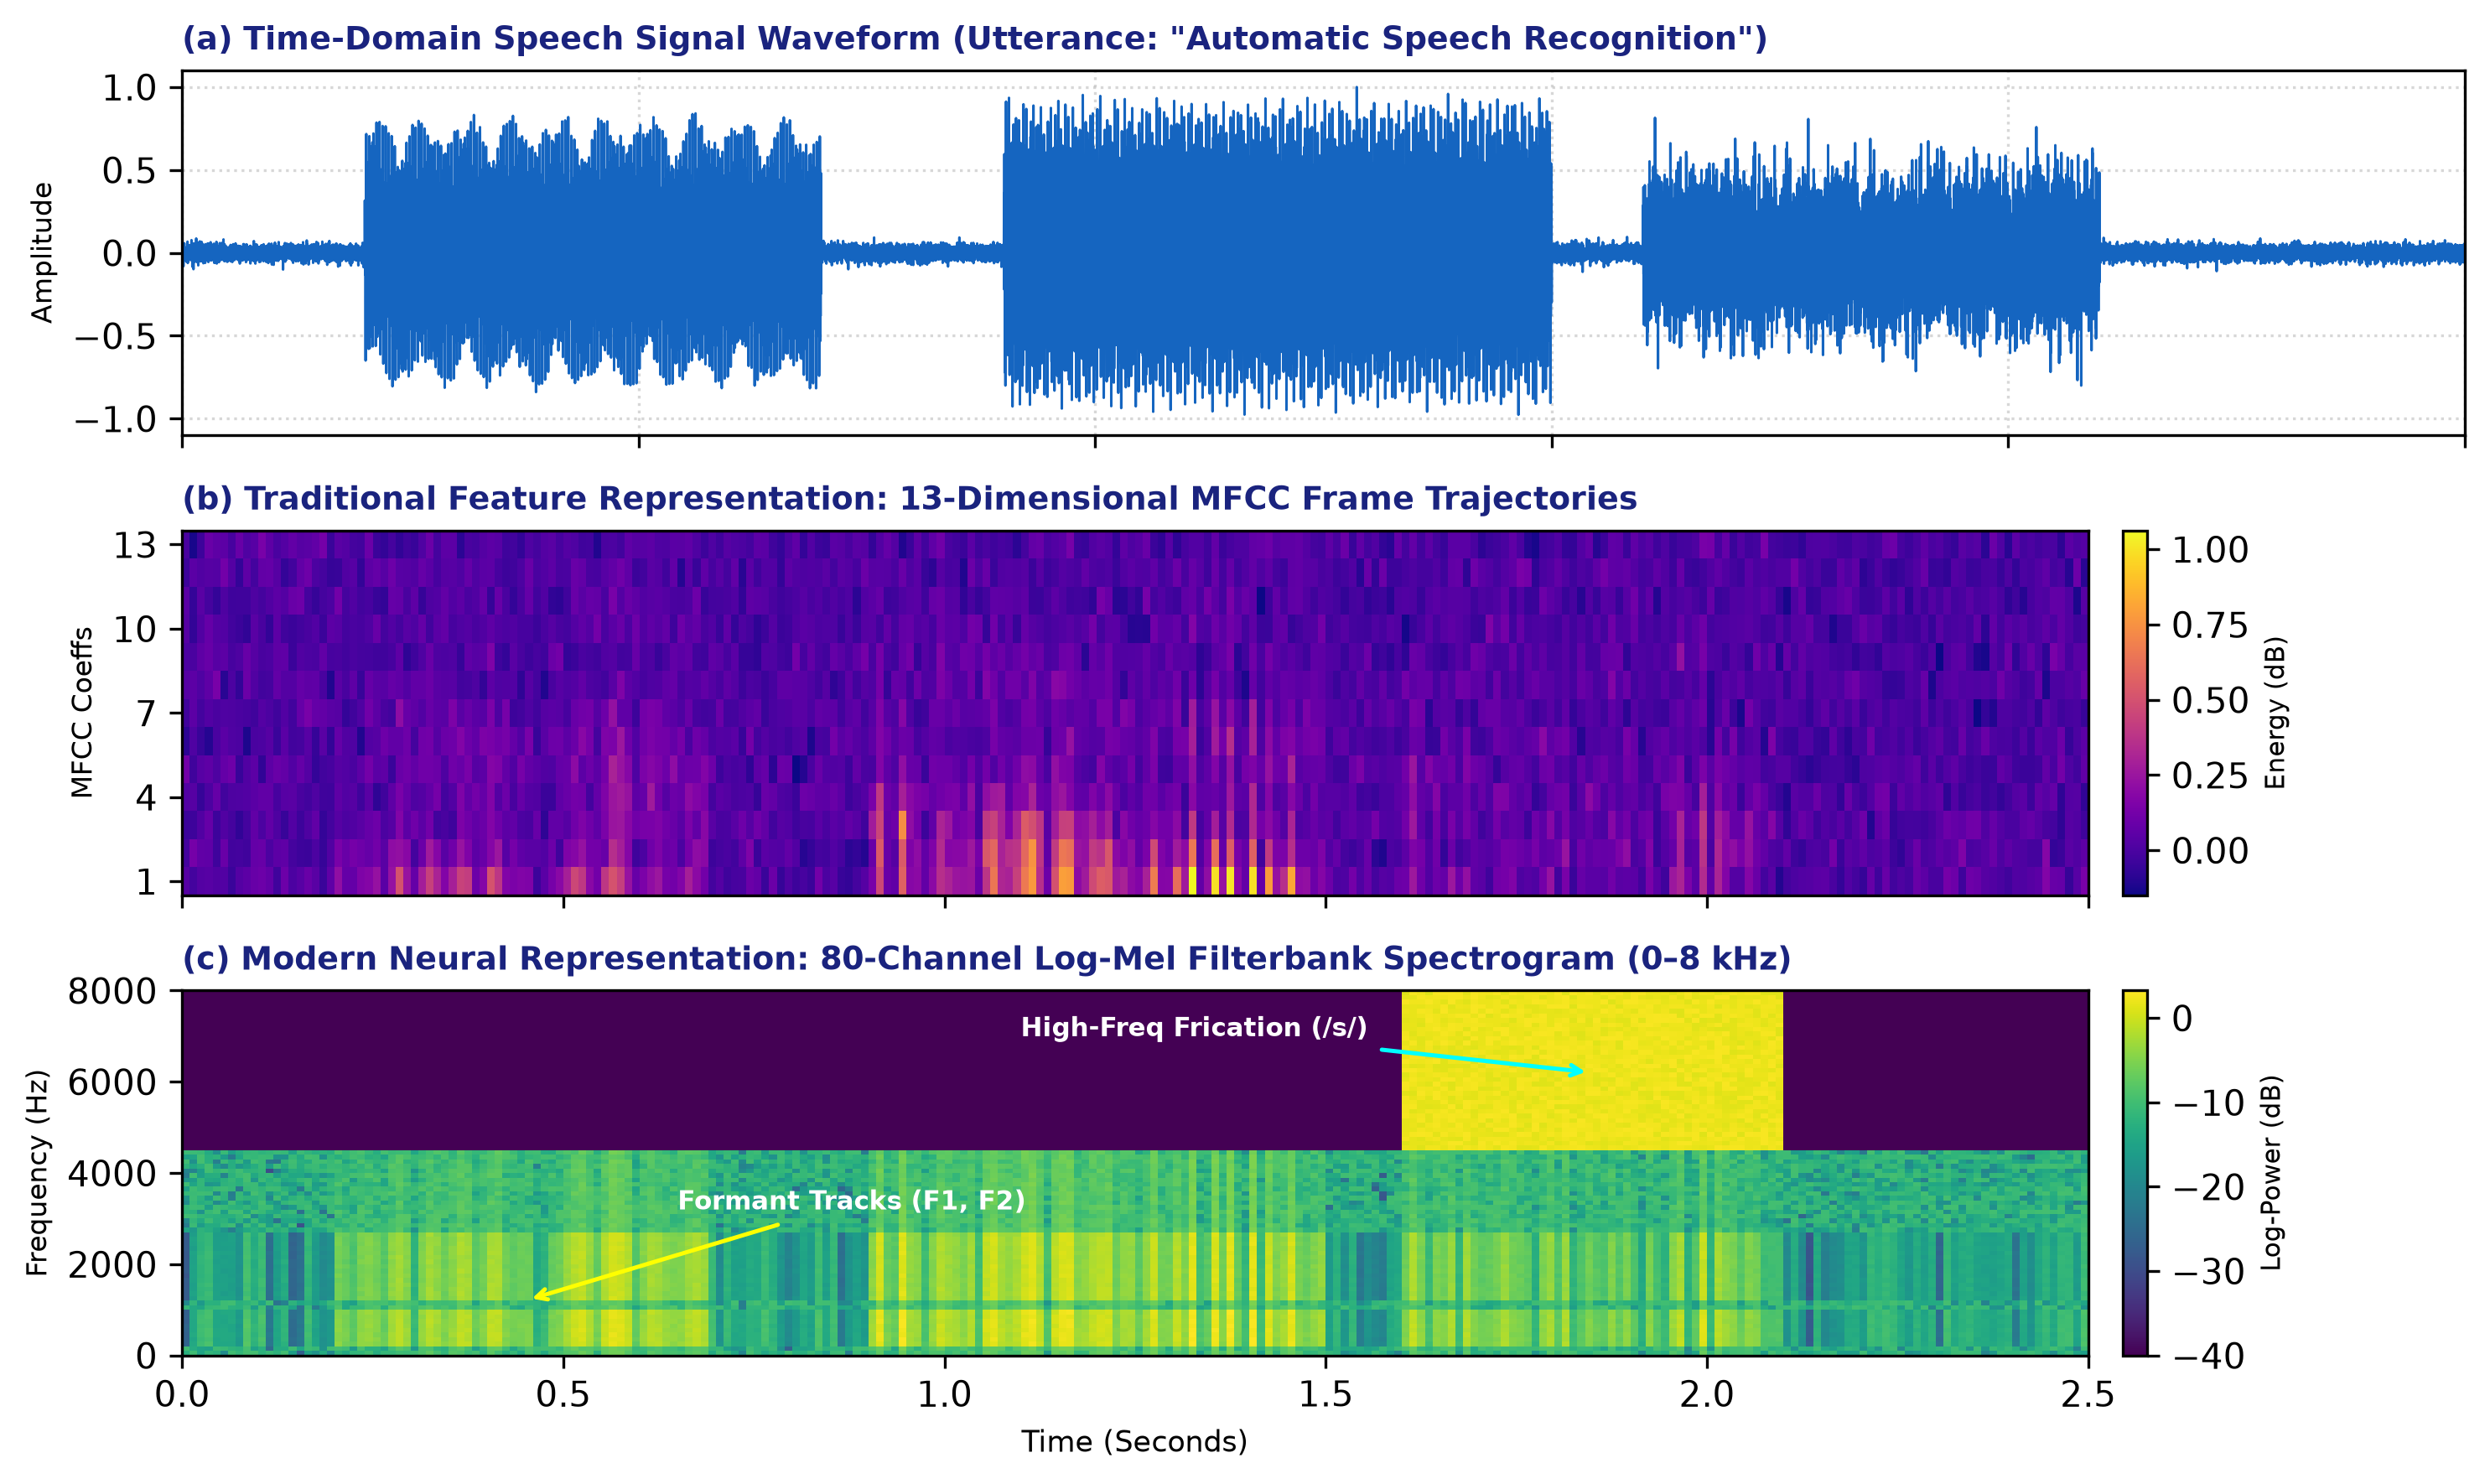 (a) Time-Domain Speech Signal Waveform (Utterance: "Automatic Speech Recognition")
1.0
0.5
0.0
−0.5
−1.0
Amplitude
(b) Traditional Feature Representation: 13-Dimensional MFCC Frame Trajectories
13
10
7
4
1
MFCC Coeffs
1.00
0.75
0.50
0.25
0.00
Energy (dB)
(c) Modern Neural Representation: 80-Channel Log-Mel Filterbank Spectrogram (0–8 kHz)
8000
6000
4000
2000
0
Frequency (Hz)
High-Freq Frication (/s/)
Formant Tracks (F1, F2)
0
−10
−20
−30
−40
Log-Power (dB)
0.0 0.5 1.0 1.5 2.0 2.5
Time (Seconds)